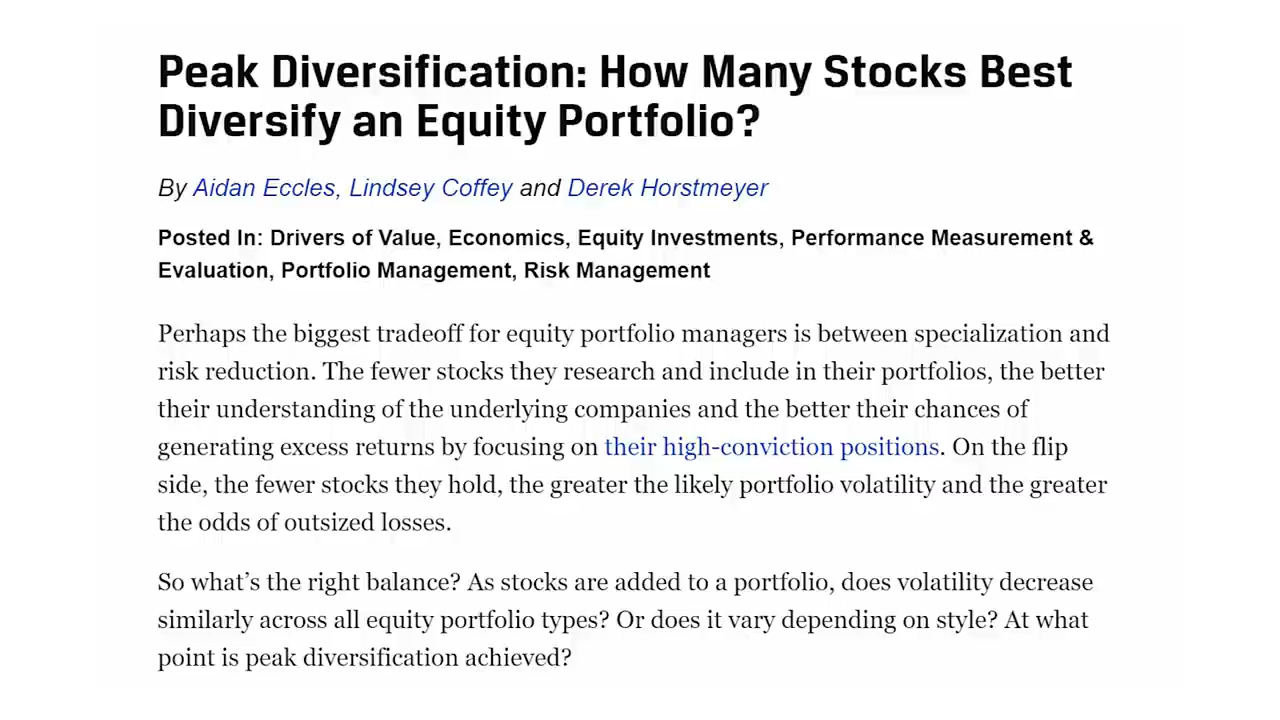 Peak Diversification: How Many Stocks Best
Diversify an Equity Portfolio?
By Aidan Eccles, Lindsey Coffey and Derek Horstmeyer
Posted In: Drivers of Value, Economics, Equity Investments, Performance Measurement &
Evaluation, Portfolio Management, Risk Management
Perhaps the biggest tradeoff for equity portfolio managers is between specialization and
risk reduction. The fewer stocks they research and include in their portfolios, the better
their understanding of the underlying companies and the better their chances of
generating excess returns by focusing on their high-conviction positions. On the flip
side, the fewer stocks they hold, the greater the likely portfolio volatility and the greater
the odds of outsized losses.
So what’s the right balance? As stocks are added to a portfolio, does volatility decrease
similarly across all equity portfolio types? Or does it vary depending on style? At what
point is peak diversification achieved?